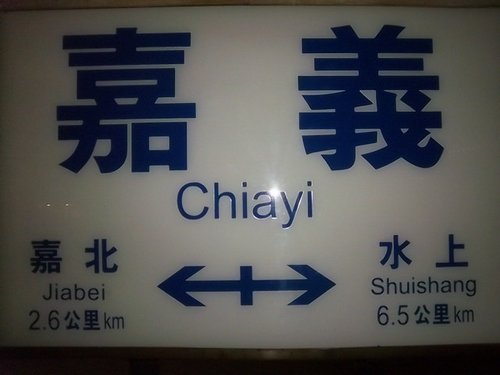 嘉義
Chiayi
嘉北
Jiabei
2.6公里km
水上
Shuishang
6.5公里km